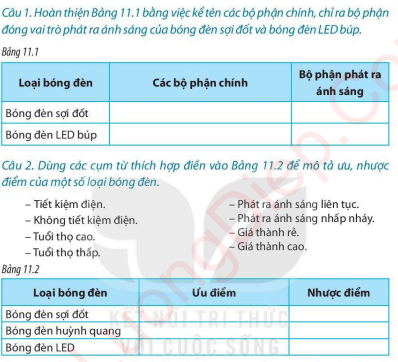 Câu 1. Hoàn thiện Bảng 11.1 bằng việc kể tên các bộ phận chính, chỉ ra bộ phận
đóng vai trò phát ra ánh sáng của bóng đèn sợi đốt và bóng đèn LED búp.
Bảng 11.1
Loại bóng đèn
Các bộ phận chính
Bộ phận phát ra
ánh sáng
Bóng đèn sợi đốt
Bóng đèn LED búp
Câu 2. Dùng các cụm từ thích hợp điền vào Bảng 11.2 để mô tả ưu, nhược
điểm của một số loại bóng đèn.
– Tiết kiệm điện.
– Không tiết kiệm điện.
– Tuổi thọ cao.
– Tuổi thọ thấp.
– Phát ra ánh sáng liên tục.
– Phát ra ánh sáng nhấp nháy.
– Giá thành rẻ.
– Giá thành cao.
Bảng 11.2
Loại bóng đèn
Ưu điểm
Nhược điểm
Bóng đèn sợi đốt
Bóng đèn huỳnh quang
Bóng đèn LED
KẾT NỐI TRI THỨC
VỚI CUỘC SỐNG